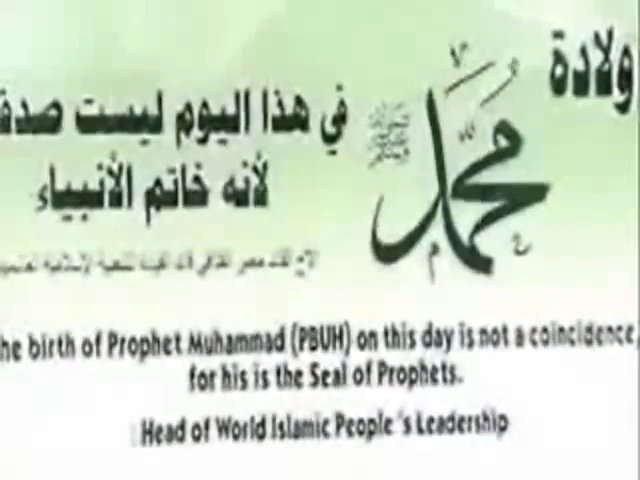 ولادة
محمد
في هذا اليوم ليست صدفة
لأنه خاتم الأنبياء
he birth of Prophet Muhammad (PBUH) on this day is not a coincidence,
for his is the Seal of Prophets.
Head of World Islamic People 's Leadership